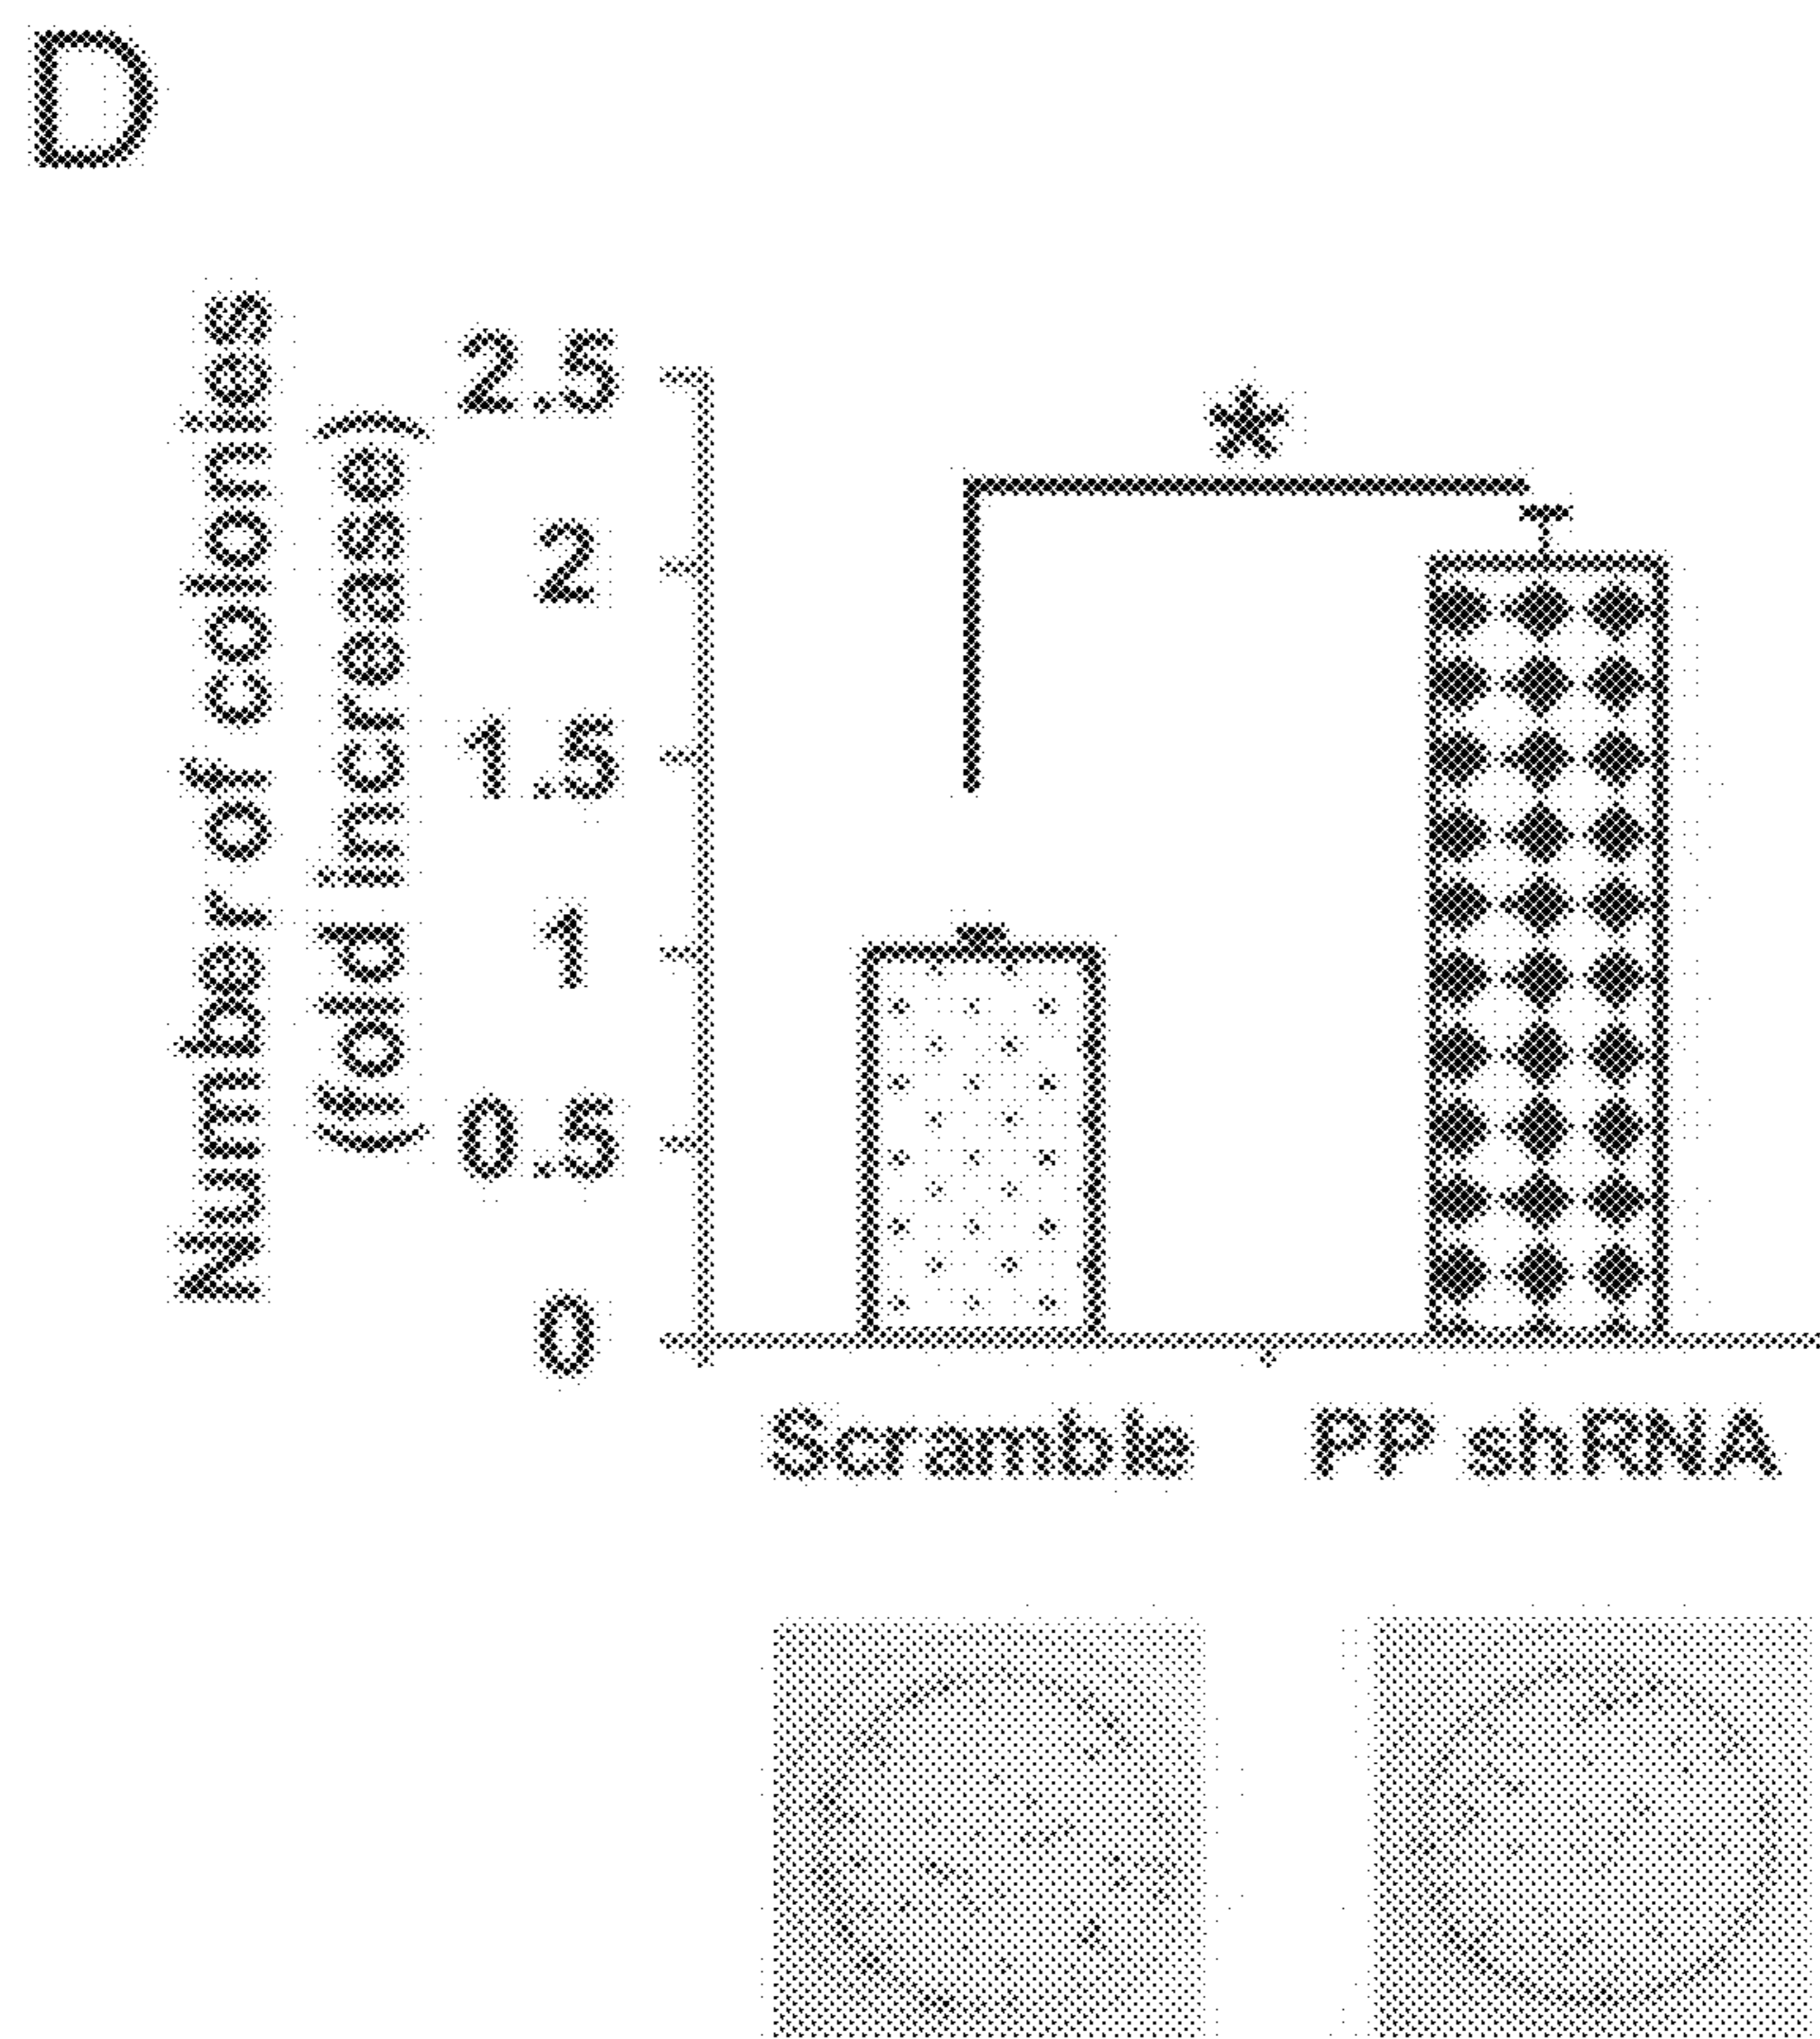 D
Number of colonies
(fold increase)
2.5
2
1.5
1
0.5
0
*
Scramble
PP shRNA